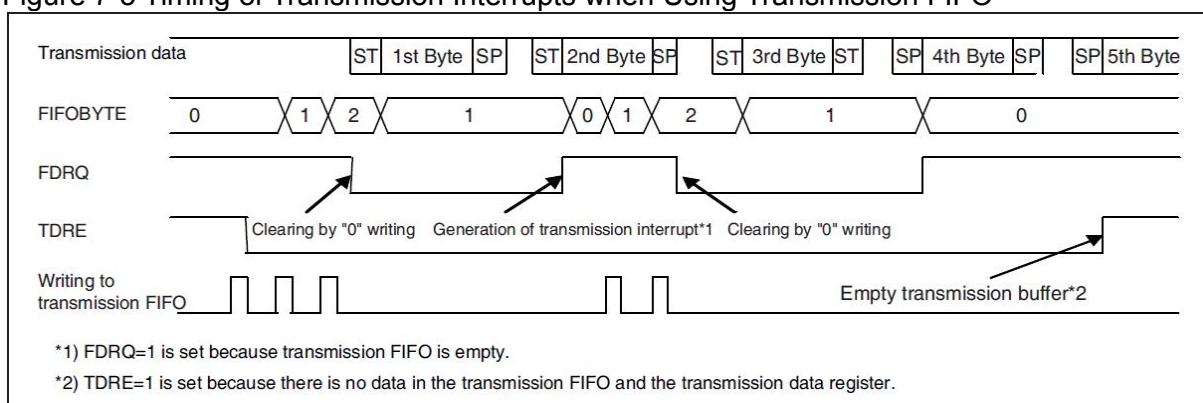 Figure 7-3 Timing of Transmission Interrupts when Using Transmission FIFO
Transmission data ST 1st Byte SP ST 2nd Byte SP ST 3rd Byte ST SP 4th Byte SP SP 5th Byte
FIFOBYTE 0 1 2 1 0 1 2 1 0
FDRQ
Clearing by "0" writing Generation of transmission interrupt*1 Clearing by "0" writing
TDRE
Writing to
transmission FIFO
Empty transmission buffer*2
*1) FDRQ=1 is set because transmission FIFO is empty.
*2) TDRE=1 is set because there is no data in the transmission FIFO and the transmission data register.